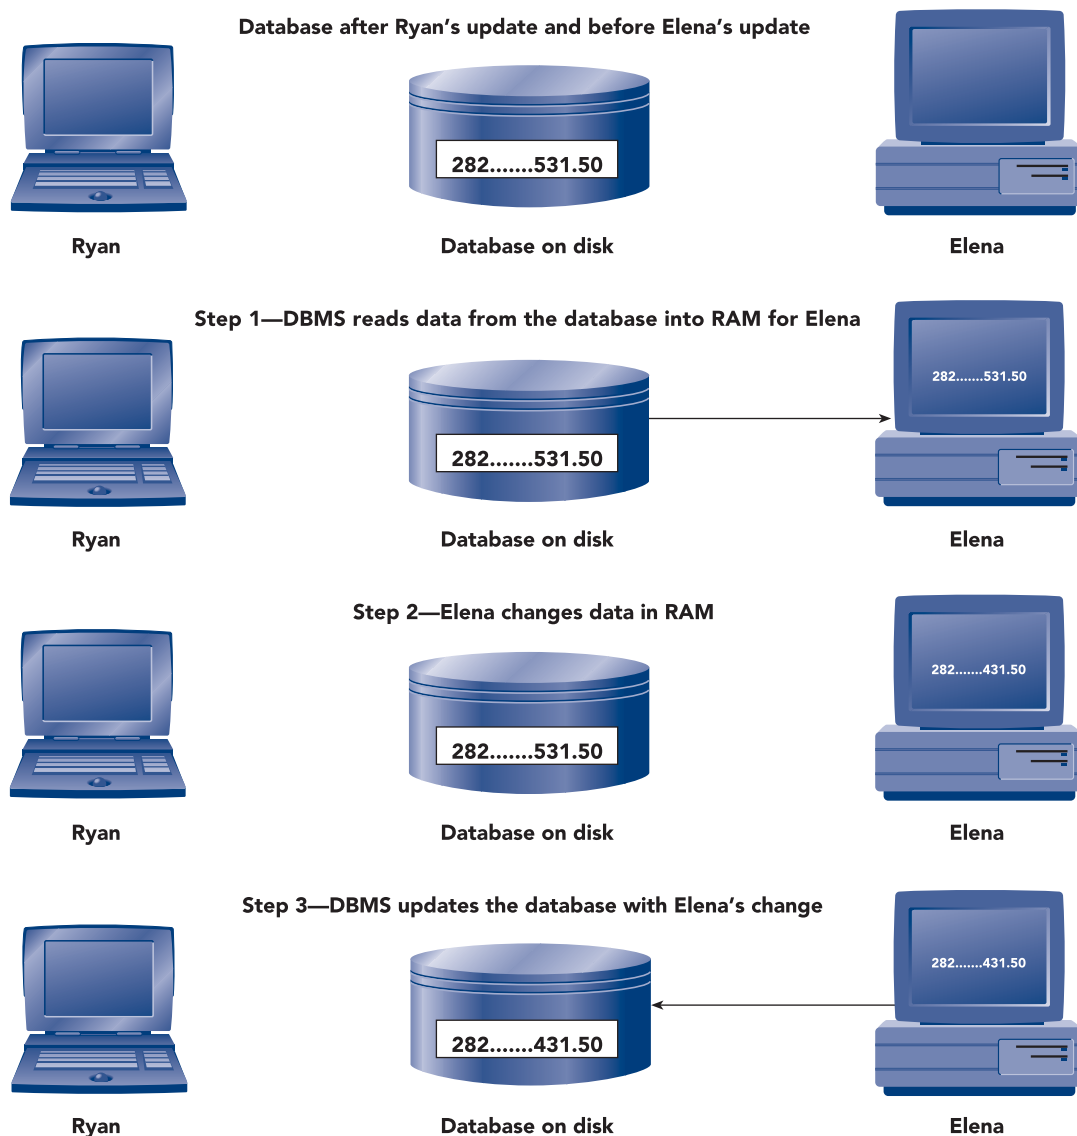 Database after Ryan’s update and before Elena’s update
282.......531.50
Ryan
Database on disk
Elena
Step 1—DBMS reads data from the database into RAM for Elena
282.......531.50
282.......531.50
Ryan
Database on disk
Elena
Step 2—Elena changes data in RAM
282.......431.50
282.......531.50
Ryan
Database on disk
Elena
Step 3—DBMS updates the database with Elena’s change
282.......431.50
282.......431.50
Ryan
Database on disk
Elena